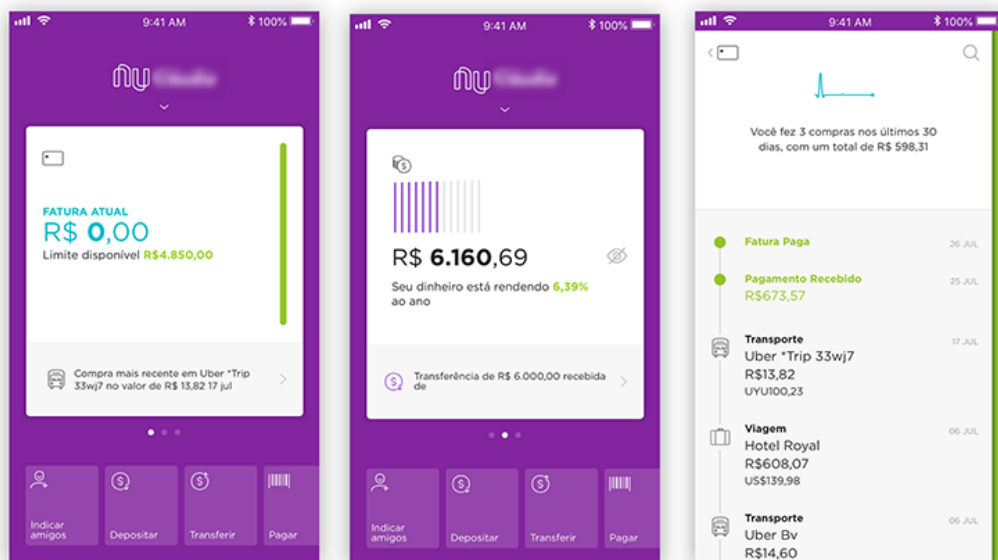 9:41 AM
100%
nu
FATURA ATUAL
R$ 0,00
Limite disponível R$4.850,00
Compra mais recente em Uber *Trip
33wj7 no valor de R$ 13,82 17 jul
Indicar
amigos
Depositar
Transferir
Pagar
9:41 AM
100%
nu
R$ 6.160,69
Seu dinheiro está rendendo 6,39%
ao ano
Transferência de R$ 6.000,00 recebida
de
Indicar
amigos
Depositar
Transferir
Pagar
9:41 AM
100%
Você fez 3 compras nos últimos 30
dias, com um total de R$ 598,31
Fatura Paga
26 JUL
Pagamento Recebido
25 JUL
R$673,57
Transporte
17 JUL
Uber *Trip 33wj7
R$13,82
UYU100,23
Viagem
06 JUL
Hotel Royal
R$608,07
US$139,98
Transporte
06 JUL
Uber Bv
R$14,60